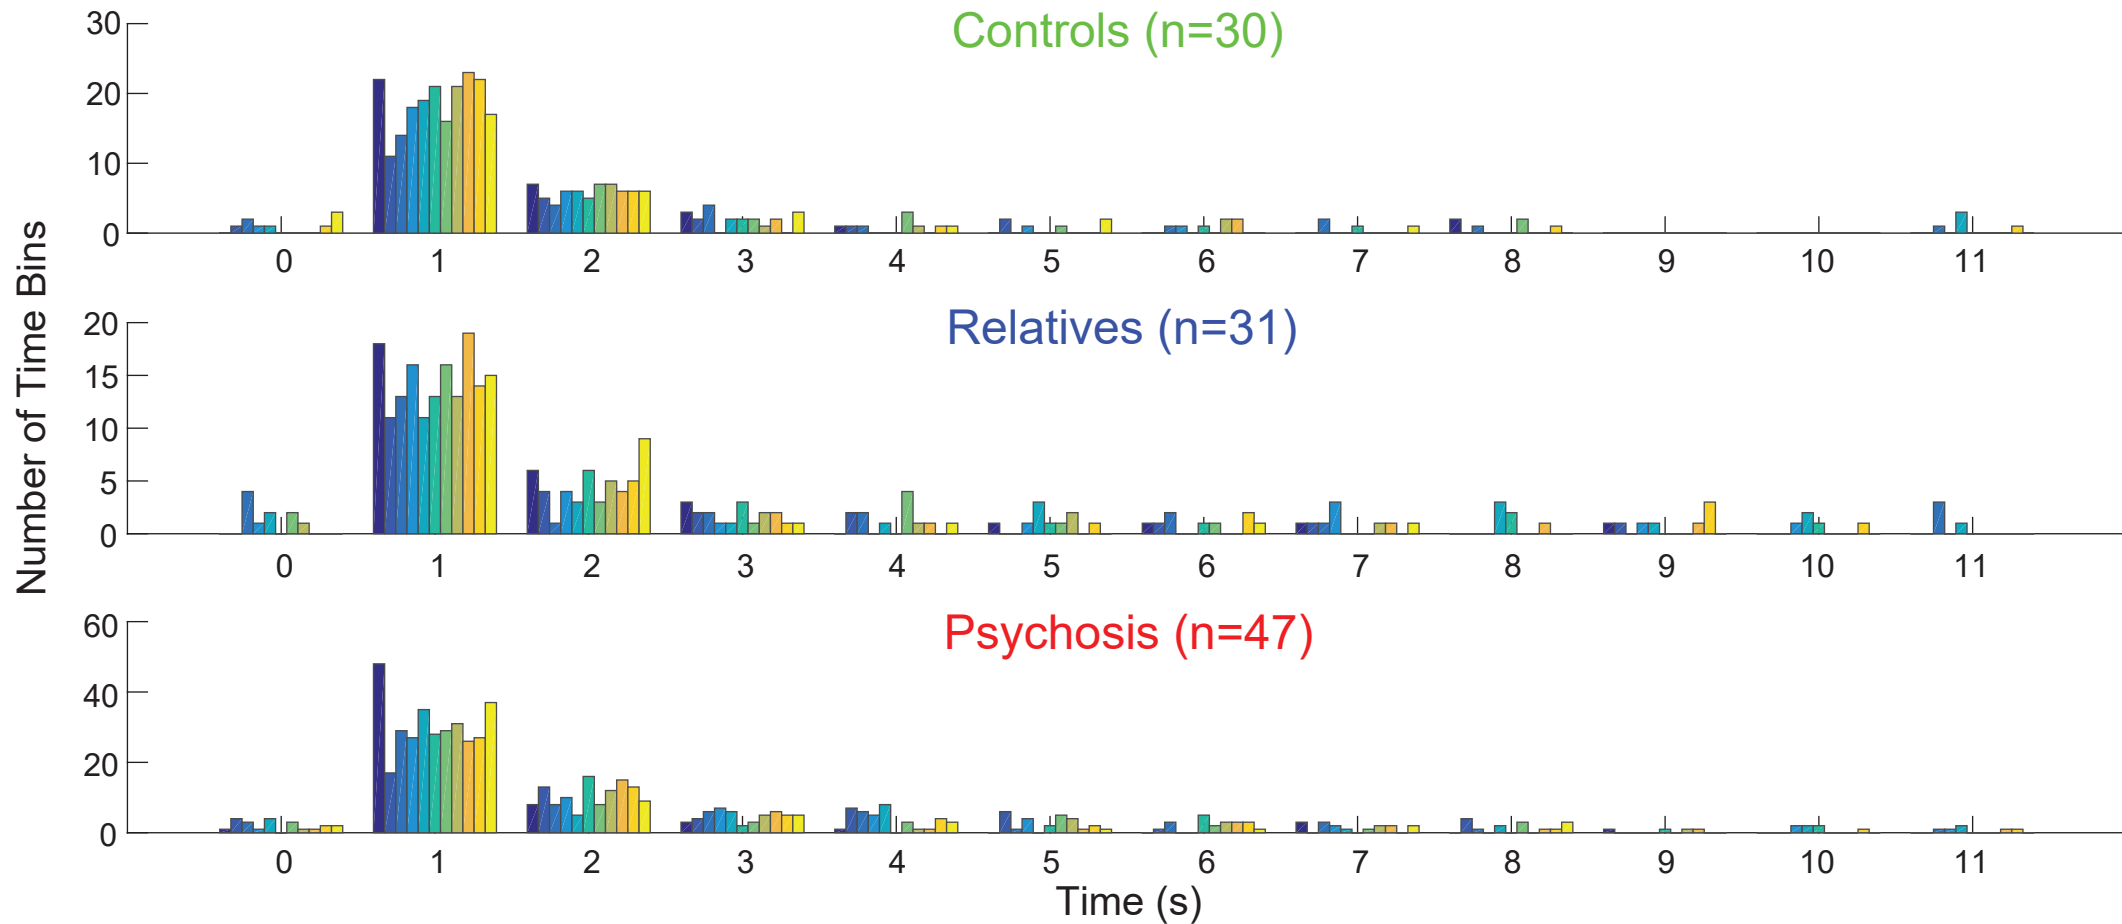 Number of Time Bins
Controls (n=30)
30
20
10
0
0 1 2 3 4 5 6 7 8 9 10 11
Relatives (n=31)
20
15
10
5
0
0 1 2 3 4 5 6 7 8 9 10 11
Psychosis (n=47)
60
40
20
0
0 1 2 3 4 5 6 7 8 9 10 11
Time (s)